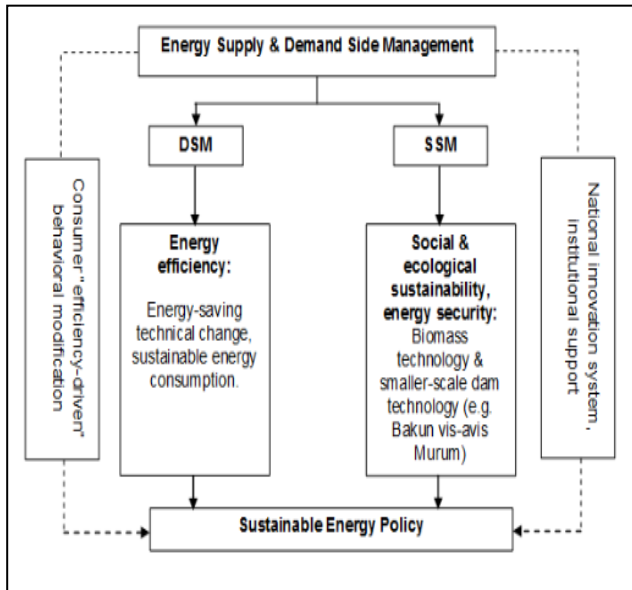 Energy Supply & Demand Side Management
DSM
SSM
Consumer "efficiency-driven"
behavioral modification
Energy
efficiency:
Energy-saving
technical change,
sustainable energy
consumption.
Social &
ecological
sustainability,
energy security:
Biomass
technology &
smaller-scale dam
technology (e.g.
Bakun vis-avis
Murum)
National innovation system,
institutional support
Sustainable Energy Policy